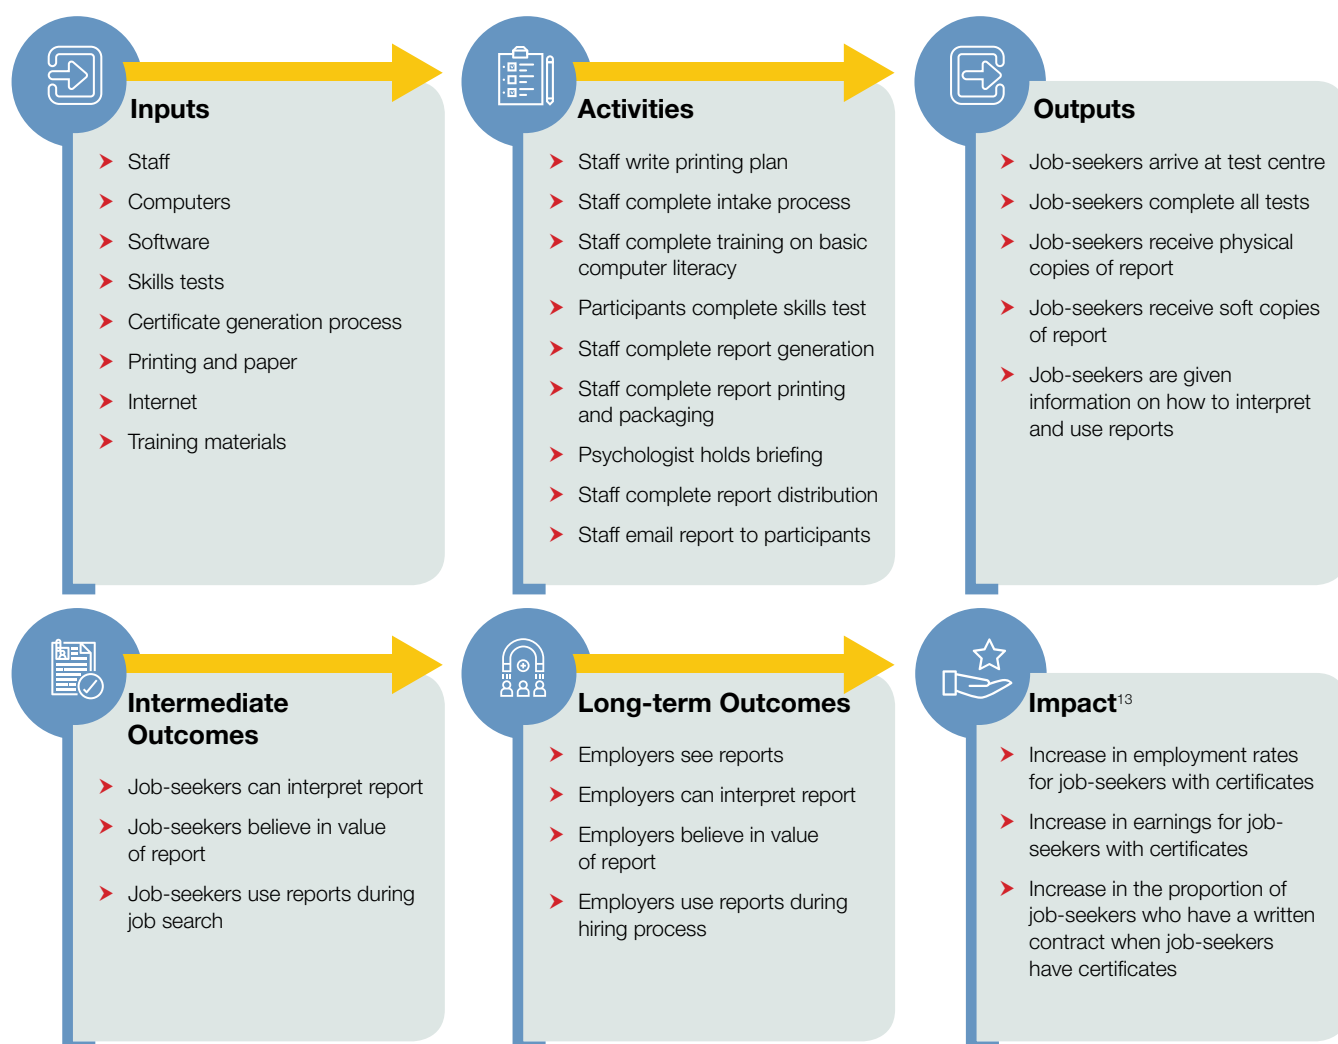 Inputs
Staff
Computers
Software
Skills tests
Certificate generation process
Printing and paper
Internet
Training materials
Activities
Staff write printing plan
Staff complete intake process
Staff complete training on basic
computer literacy
Participants complete skills test
Staff complete report generation
Staff complete report printing
and packaging
Psychologist holds briefing
Staff complete report distribution
Staff email report to participants
Outputs
Job-seekers arrive at test centre
Job-seekers complete all tests
Job-seekers receive physical
copies of report
Job-seekers receive soft copies
of report
Job-seekers are given
information on how to interpret
and use reports
Intermediate
Outcomes
Job-seekers can interpret report
Job-seekers believe in value
of report
Job-seekers use reports during
job search
Long-term Outcomes
Employers see reports
Employers can interpret report
Employers believe in value
of report
Employers use reports during
hiring process
Impact13
Increase in employment rates
for job-seekers with certificates
Increase in earnings for job-
seekers with certificates
Increase in the proportion of
job-seekers who have a written
contract when job-seekers
have certificates